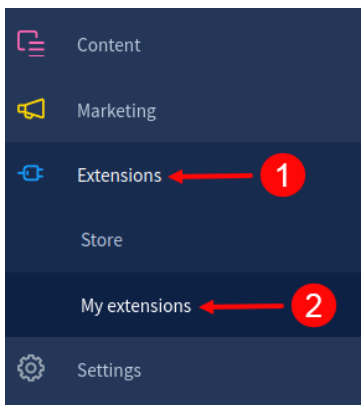 Content
Marketing
Extensions 1
Store
My extensions 2
Settings